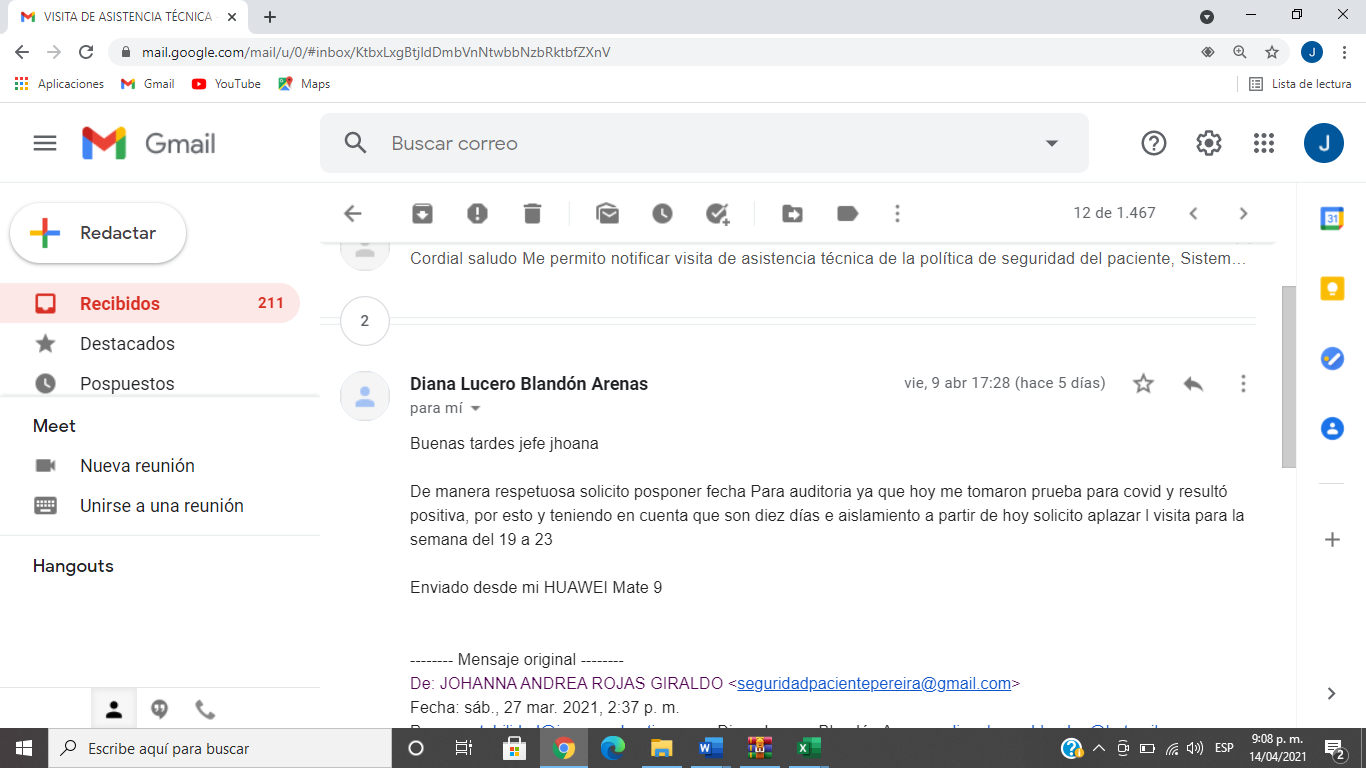 VISITA DE ASISTENCIA TÉCNICA
mail.google.com/mail/u/0/#inbox/KtbxLxgBtjldDmbVnNtwbbNzbRktbfZXnV
J
Aplicaciones
Gmail
YouTube
Maps
Lista de lectura
Gmail
Buscar correo
J
Redactar
12 de 1.467
31
Cordial saludo Me permito notificar visita de asistencia técnica de la política de seguridad del paciente, Sistem...
Recibidos
211
2
Destacados
Pospuestos
Diana Lucero Blandón Arenas
vie, 9 abr 17:28 (hace 5 días)
para mí
Meet
Nueva reunión
Unirse a una reunión
Hangouts
Buenas tardes jefe jhoana
De manera respetuosa solicito posponer fecha Para auditoria ya que hoy me tomaron prueba para covid y resultó
positiva, por esto y teniendo en cuenta que son diez días e aislamiento a partir de hoy solicito aplazar l visita para la
semana del 19 a 23
Enviado desde mi HUAWEI Mate 9
-------- Mensaje original --------
De: JOHANNA ANDREA ROJAS GIRALDO <seguridadpacientepereira@gmail.com>
Fecha: sáb., 27 mar. 2021, 2:37 p. m.
Escribe aquí para buscar
ESP
9:08 p. m.
14/04/2021
2